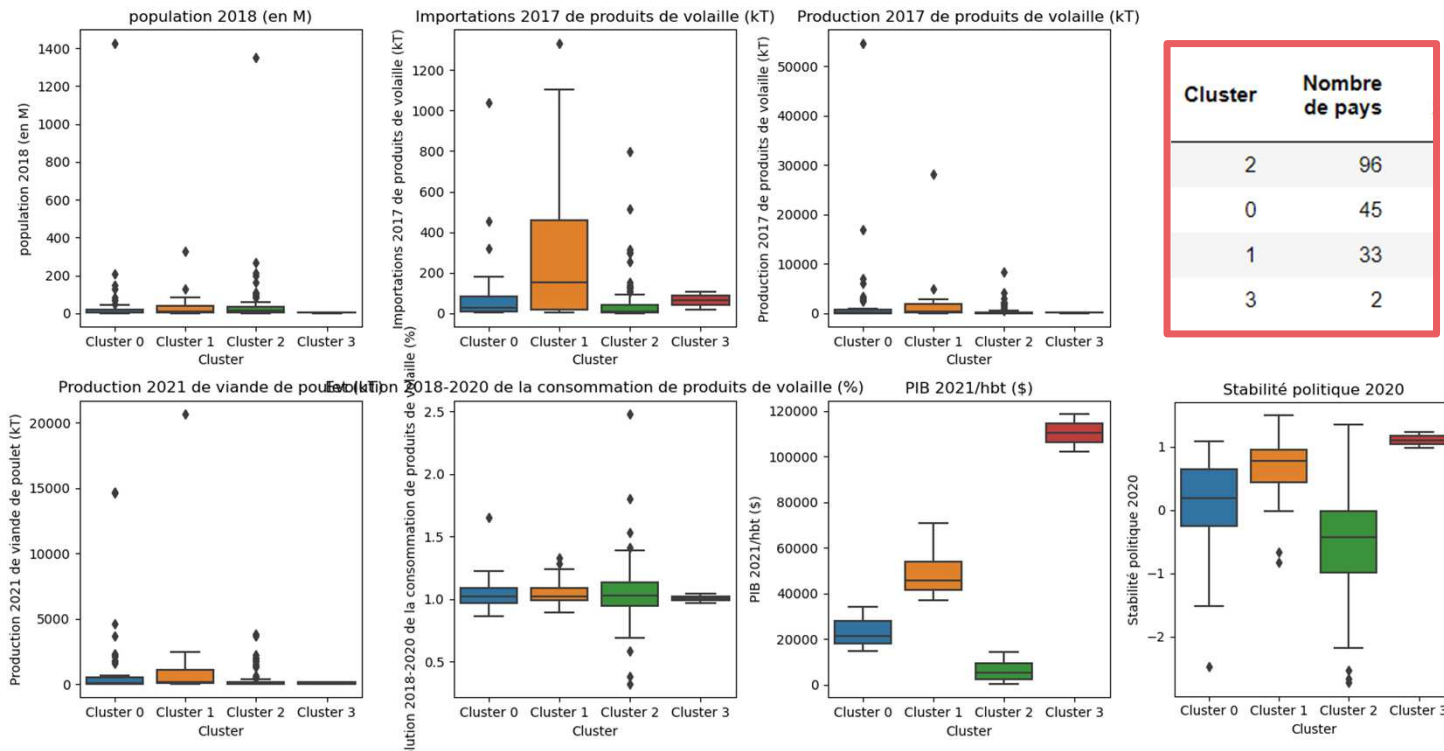 population 2018 (en M)
population 2018 (en M)
1400
1200
1000
800
600
400
200
0
Cluster 0 Cluster 1 Cluster 2 Cluster 3
Cluster
Importations 2017 de produits de volaille (kT)
Importations 2017 de produits de volaille (kT)
1200
1000
800
600
400
200
0
Cluster 0 Cluster 1 Cluster 2 Cluster 3
Cluster
Production 2017 de produits de volaille (kT)
Production 2017 de produits de volaille (kT)
50000
40000
30000
20000
10000
0
Cluster 0 Cluster 1 Cluster 2 Cluster 3
Cluster
Cluster Nombre
de pays
2 96
0 45
1 33
3 2
Production 2021 de viande de poulet (kT)
Production 2021 de viande de poulet (kT)
20000
15000
10000
5000
0
Cluster 0 Cluster 1 Cluster 2 Cluster 3
Cluster
Evolution 2018-2020 de la consommation de produits de volaille (%)
lution 2018-2020 de la consommation de produits de volaille (%)
2.5
2.0
1.5
1.0
0.5
Cluster 0 Cluster 1 Cluster 2 Cluster 3
Cluster
PIB 2021/hbt ($)
PIB 2021/hbt ($)
120000
100000
80000
60000
40000
20000
0
Cluster 0 Cluster 1 Cluster 2 Cluster 3
Cluster
Stabilité politique 2020
Stabilité politique 2020
1
0
−1
−2
Cluster 0 Cluster 1 Cluster 2 Cluster 3
Cluster